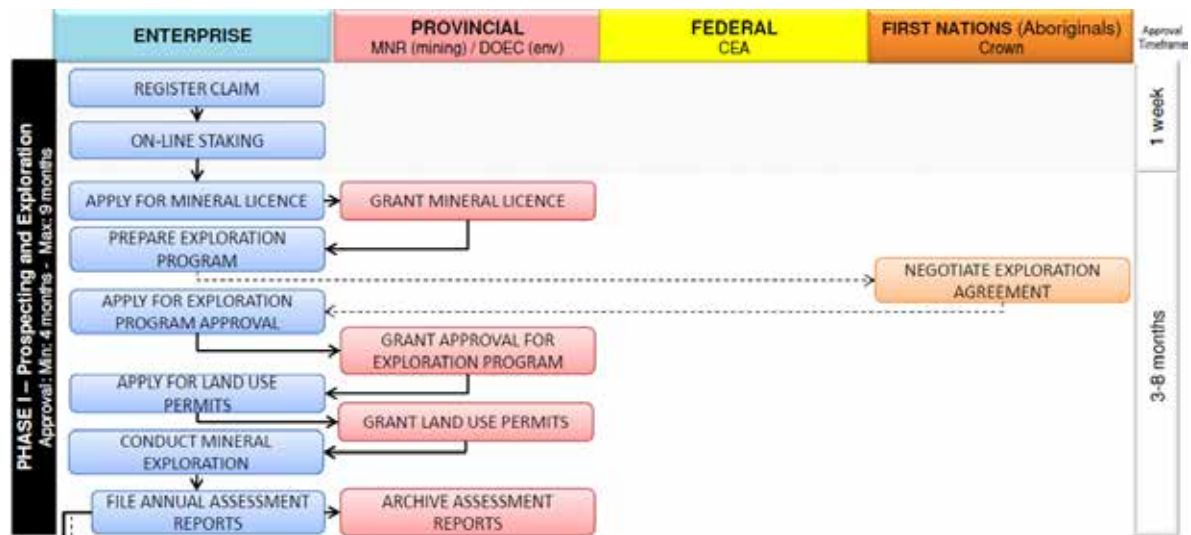 ENTERPRISE
PROVINCIAL
MNR (mining) / DOEC (env)
FEDERAL
CEA
FIRST NATIONS (Aboriginals)
Crown
Approval
Timeframe
PHASE I – Prospecting and Exploration
Approval: Min: 4 months - Max: 9 months
REGISTER CLAIM
ON-LINE STAKING
1 week
APPLY FOR MINERAL LICENCE
GRANT MINERAL LICENCE
PREPARE EXPLORATION
PROGRAM
NEGOTIATE EXPLORATION
AGREEMENT
APPLY FOR EXPLORATION
PROGRAM APPROVAL
GRANT APPROVAL FOR
EXPLORATION PROGRAM
APPLY FOR LAND USE
PERMITS
GRANT LAND USE PERMITS
CONDUCT MINERAL
EXPLORATION
FILE ANNUAL ASSESSMENT
REPORTS
ARCHIVE ASSESSMENT
REPORTS
3-8 months